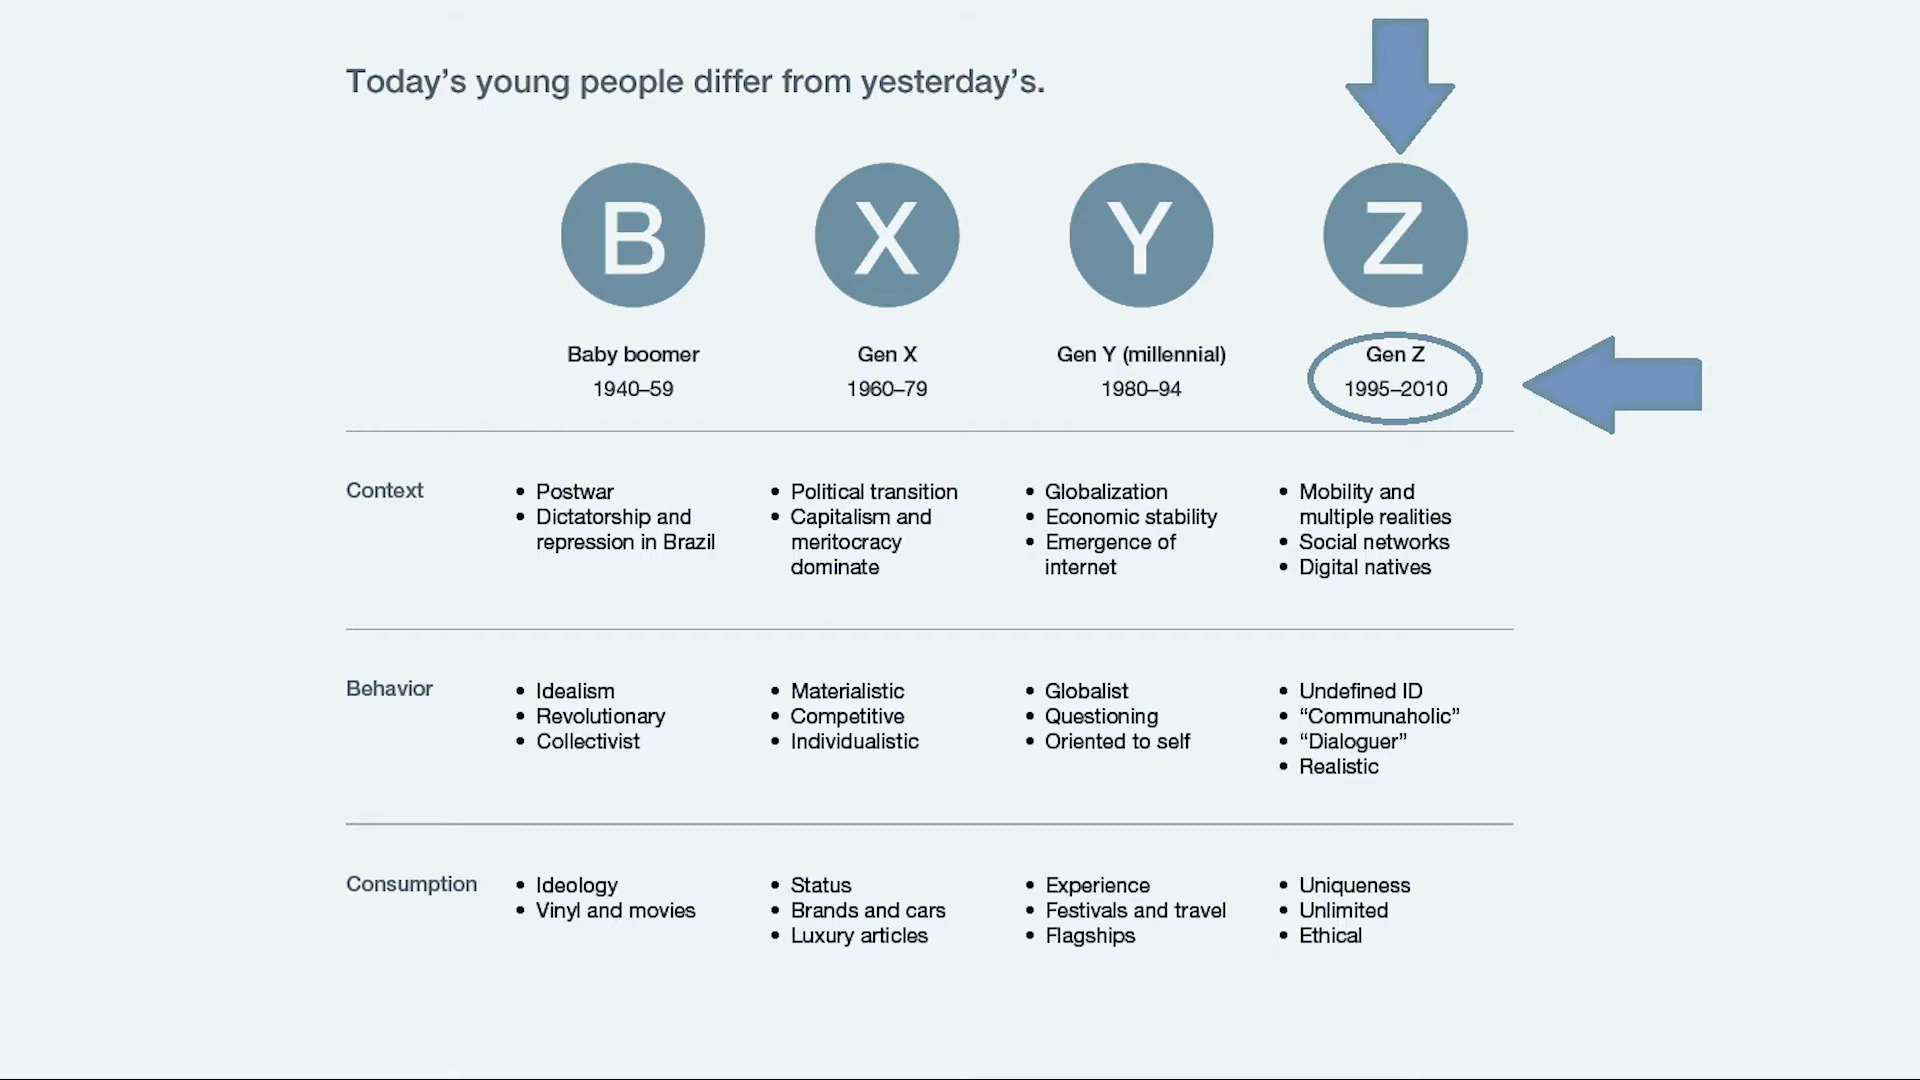 Today’s young people differ from yesterday’s.
B
X
Y
Z
Baby boomer
1940–59
Gen X
1960–79
Gen Y (millennial)
1980–94
Gen Z
1995–2010
Context
• Postwar
• Dictatorship and
repression in Brazil
• Political transition
• Capitalism and
meritocracy
dominate
• Globalization
• Economic stability
• Emergence of
internet
• Mobility and
multiple realities
• Social networks
• Digital natives
Behavior
• Idealism
• Revolutionary
• Collectivist
• Materialistic
• Competitive
• Individualistic
• Globalist
• Questioning
• Oriented to self
• Undefined ID
• “Communaholic”
• “Dialoguer”
• Realistic
Consumption
• Ideology
• Vinyl and movies
• Status
• Brands and cars
• Luxury articles
• Experience
• Festivals and travel
• Flagships
• Uniqueness
• Unlimited
• Ethical